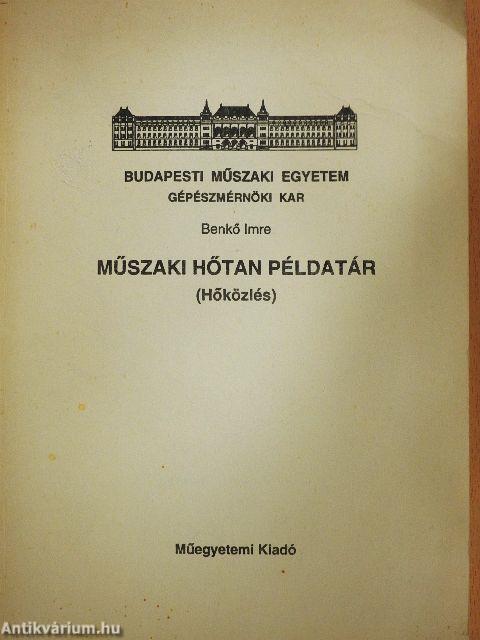 BUDAPESTI MŰSZAKI EGYETEM
GÉPÉSZMÉRNÖKI KAR
Benkő Imre
MŰSZAKI HŐTAN PÉLDATÁR
(Hőközlés)
Műegyetemi Kiadó
Antikvárium.hu